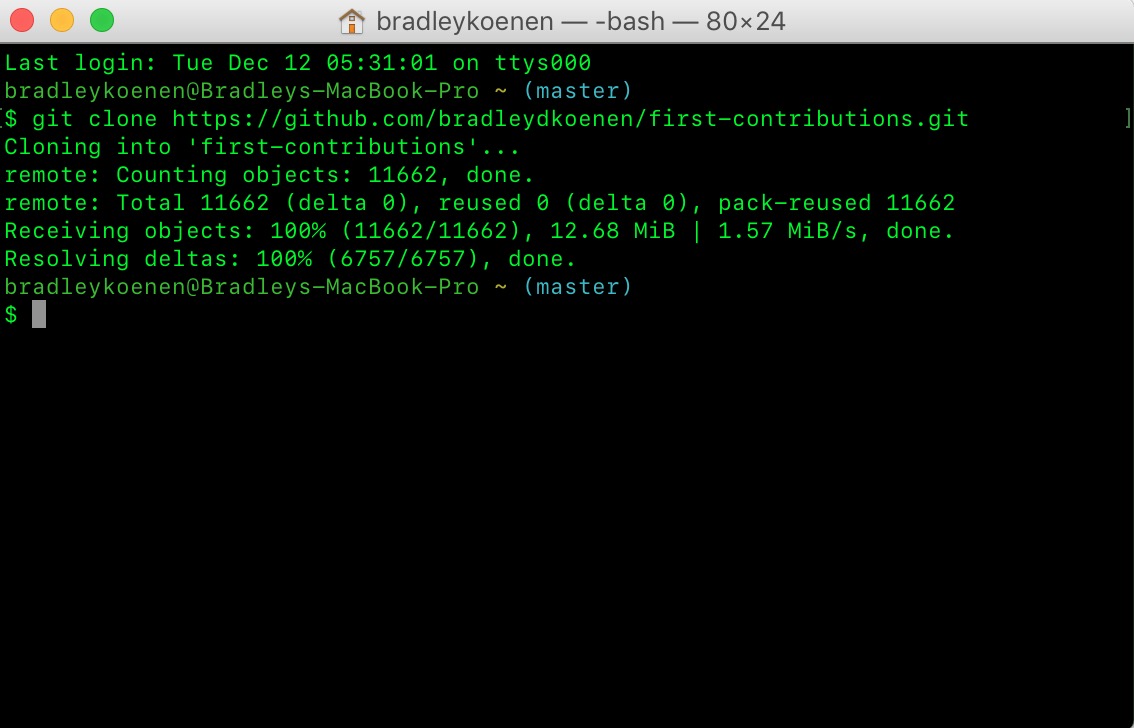 bradleykoenen — -bash — 80×24
Last login: Tue Dec 12 05:31:01 on ttys000
bradleykoenen@Bradleys-MacBook-Pro ~ (master)
[$ git clone https://github.com/bradleydkoenen/first-contributions.git ]
Cloning into 'first-contributions'...
remote: Counting objects: 11662, done.
remote: Total 11662 (delta 0), reused 0 (delta 0), pack-reused 11662
Receiving objects: 100% (11662/11662), 12.68 MiB | 1.57 MiB/s, done.
Resolving deltas: 100% (6757/6757), done.
bradleykoenen@Bradleys-MacBook-Pro ~ (master)
$